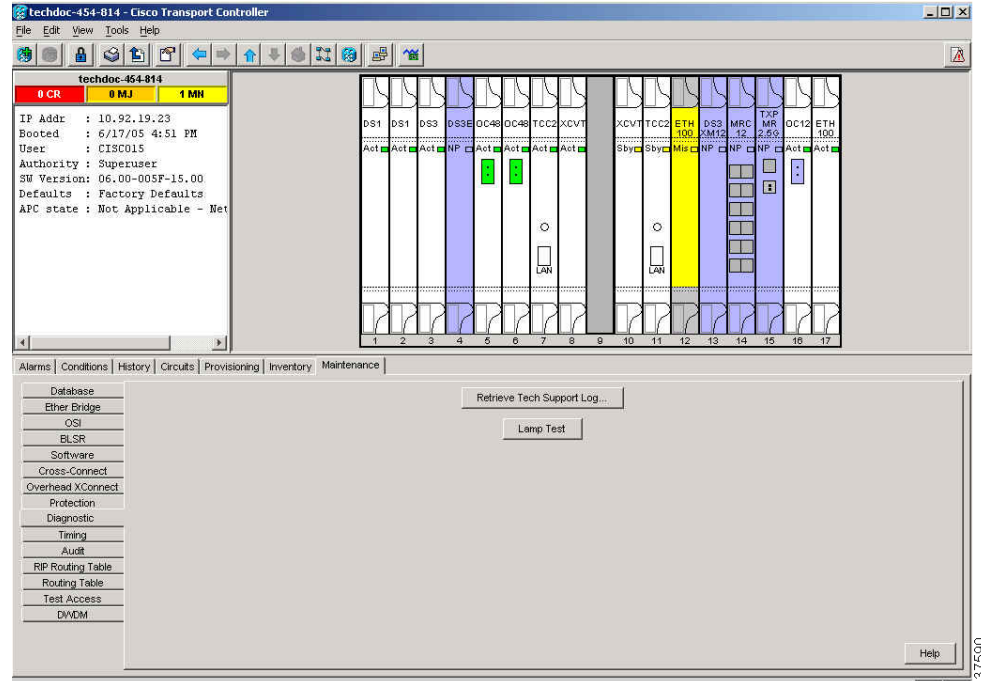 techdoc-454-814 - Cisco Transport Controller
File Edit View Tools Help
techdoc-454-814
0 CR 0 MJ 1 MN
IP Addr : 10.92.19.23
Booted : 6/17/05 4:51 PM
User : CISCO15
Authority : Superuser
SW Version: 06.00-005F-15.00
Defaults : Factory Defaults
APC state : Not Applicable - Net
DS1 DS1 DS3 DS3E OC48 OC48 TCC2 XCVT XCVT TCC2 ETH 100 DS3 XM12 MRC 12 TXP MR 2.5G OC12 ETH 100
Act Act Act NP Act Act Act Act Sby Sby Mis NP NP NP Act Act
LAN LAN
1 2 3 4 5 6 7 8 9 10 11 12 13 14 15 16 17
Alarms Conditions History Circuits Provisioning Inventory Maintenance
Database
Ether Bridge
OSI
BLSR
Software
Cross-Connect
Overhead XConnect
Protection
Diagnostic
Timing
Audit
RIP Routing Table
Routing Table
Test Access
DWDM
Retrieve Tech Support Log...
Lamp Test
Help